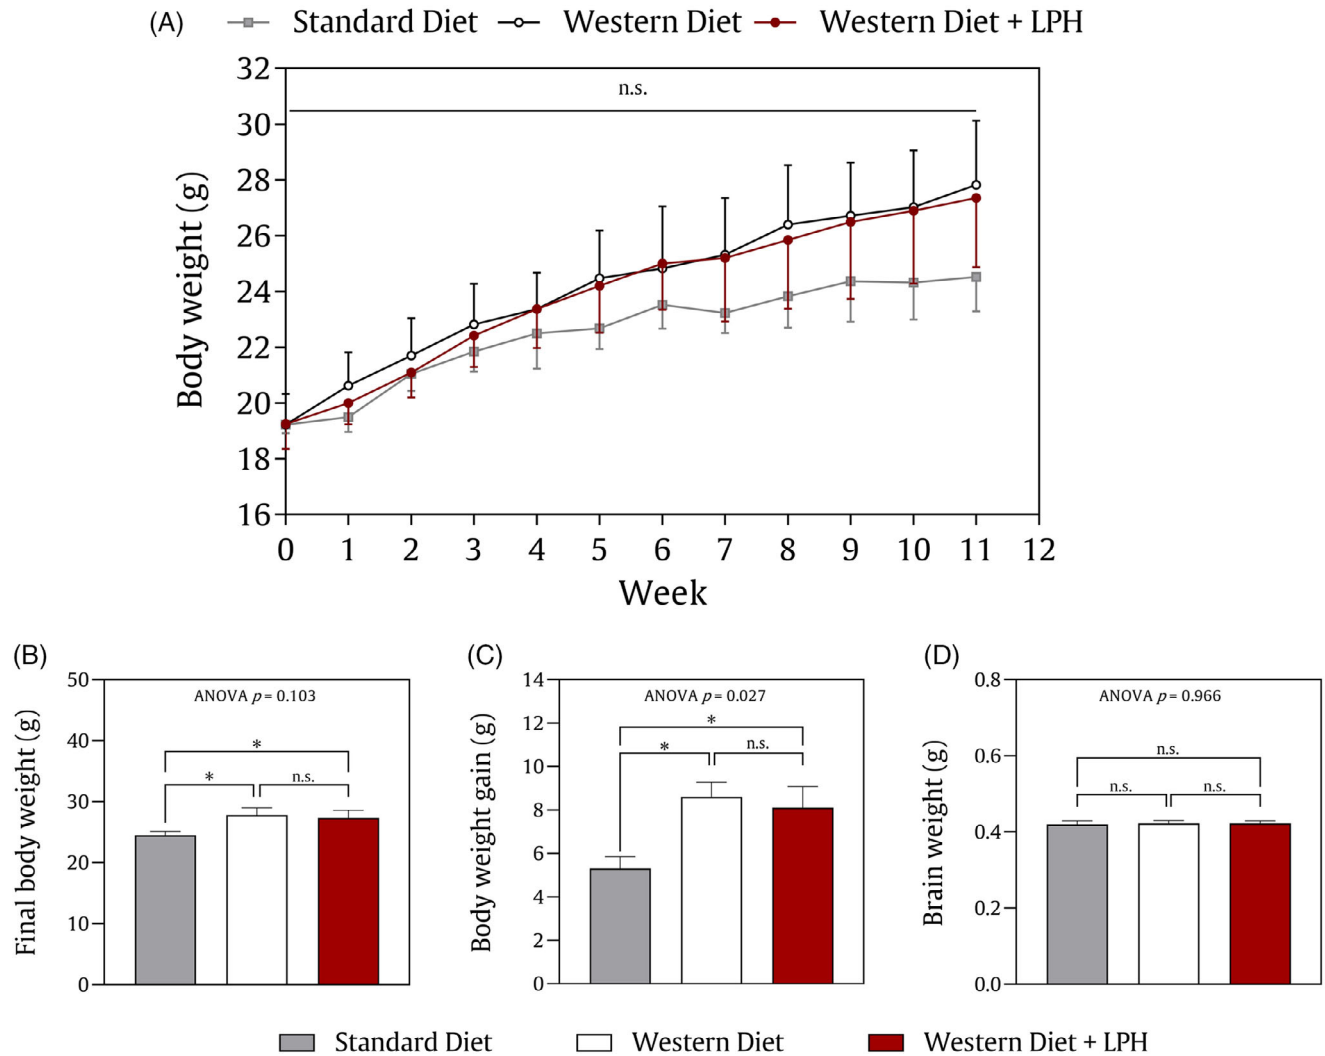 (A) Standard Diet Western Diet Western Diet + LPH
n.s.
Body weight (g)
32
30
28
26
24
22
20
18
16
0 1 2 3 4 5 6 7 8 9 10 11 12
Week
(B)
ANOVA p = 0.103
Final body weight (g)
50
40
30
20
10
0
*
* n.s.
(C)
ANOVA p = 0.027
Body weight gain (g)
14
12
10
8
6
4
2
0
*
* n.s.
(D)
ANOVA p = 0.966
Brain weight (g)
0.8
0.6
0.4
0.2
0.0
n.s.
n.s. n.s.
Standard Diet Western Diet Western Diet + LPH